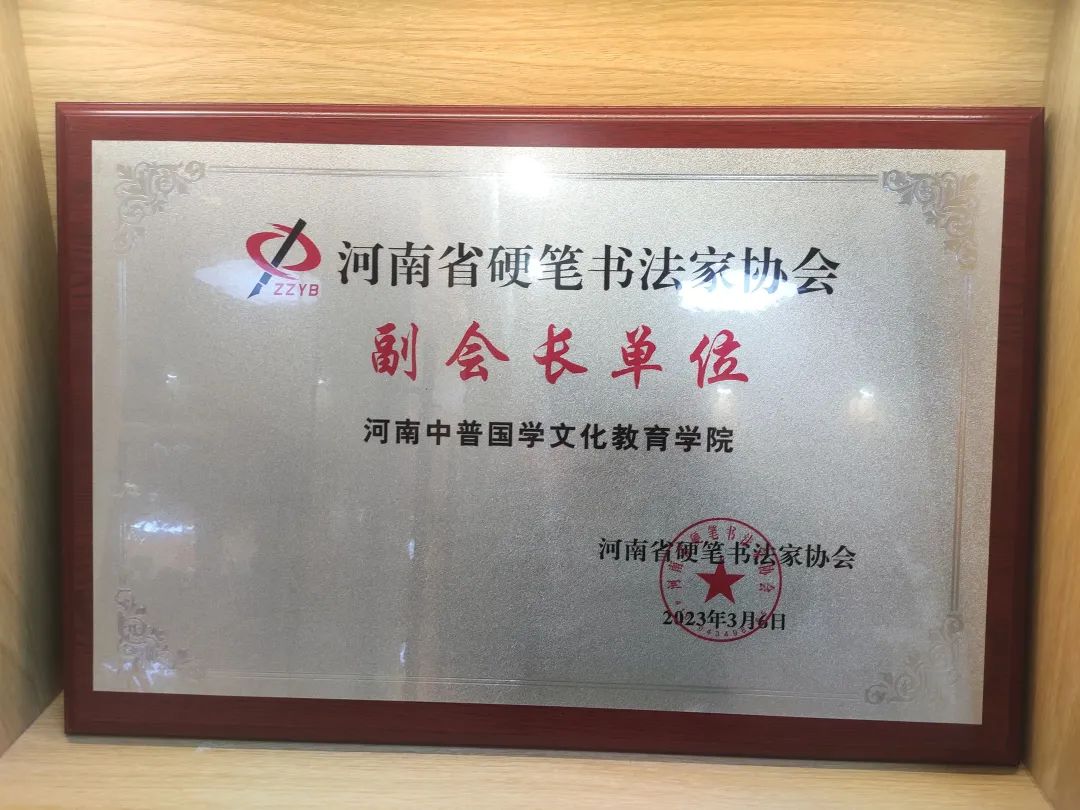 ZZYB
河南省硬笔书法家协会
副会长单位
河南中普国学文化教育学院
河南省硬笔书法家协会
2023年3月6日